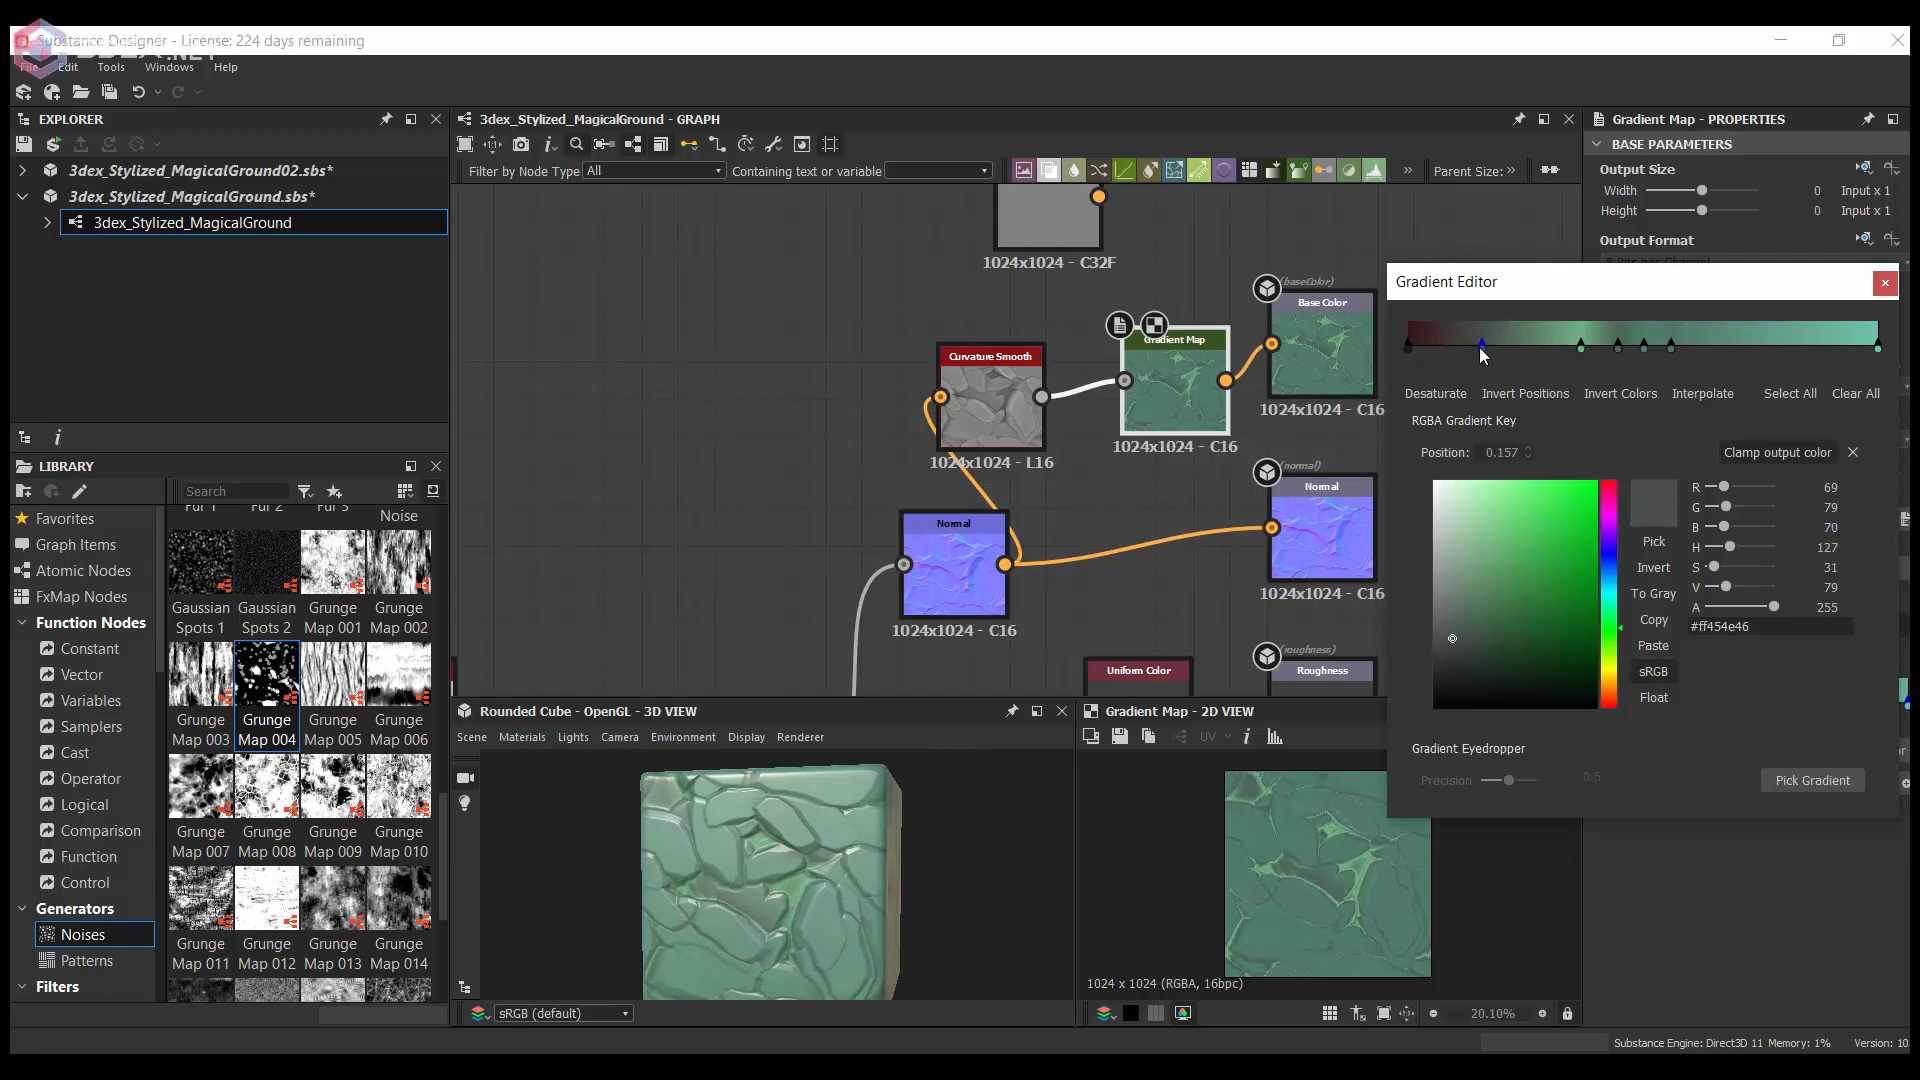 Substance Designer - License: 224 days remaining
File Edit Tools Windows Help
EXPLORER
3dex_Stylized_MagicalGround02.sbs*
3dex_Stylized_MagicalGround.sbs*
3dex_Stylized_MagicalGround
LIBRARY
Search
Favorites
Graph Items
Atomic Nodes
FxMap Nodes
Function Nodes
Constant
Vector
Variables
Samplers
Cast
Operator
Logical
Comparison
Function
Control
Generators
Noises
Patterns
Filters
Fur 1 Fur 2 Fur 3 Noise
Gaussian Spots 1 Gaussian Spots 2 Grunge Map 001 Grunge Map 002
Grunge Map 003 Grunge Map 004 Grunge Map 005 Grunge Map 006
Grunge Map 007 Grunge Map 008 Grunge Map 009 Grunge Map 010
Grunge Map 011 Grunge Map 012 Grunge Map 013 Grunge Map 014
3dex_Stylized_MagicalGround - GRAPH
Filter by Node Type All Containing text or variable Parent Size:
1024x1024 - C32F
Curvature Smooth
1024x1024 - L16
Gradient Map
1024x1024 - C16
(baseColor)
Base Color
1024x1024 - C16
Normal
1024x1024 - C16
(normal)
Normal
1024x1024 - C16
Uniform Color
(roughness)
Roughness
Rounded Cube - OpenGL - 3D VIEW
Scene Materials Lights Camera Environment Display Renderer
sRGB (default)
Gradient Map - 2D VIEW
UV
1024 x 1024 (RGBA, 16bpc)
20.10%
Gradient Map - PROPERTIES
BASE PARAMETERS
Output Size
Width 0 Input x 1
Height 0 Input x 1
Output Format
Gradient Editor
Desaturate Invert Positions Invert Colors Interpolate Select All Clear All
RGBA Gradient Key
Position: 0.157 Clamp output color
Pick
Invert
To Gray
Copy
Paste
sRGB
Float
R 69
G 79
B 70
H 127
S 31
V 79
A 255
#ff454e46
Gradient Eyedropper
Precision 0.5 Pick Gradient
Substance Engine: Direct3D 11 Memory: 1% Version: 10